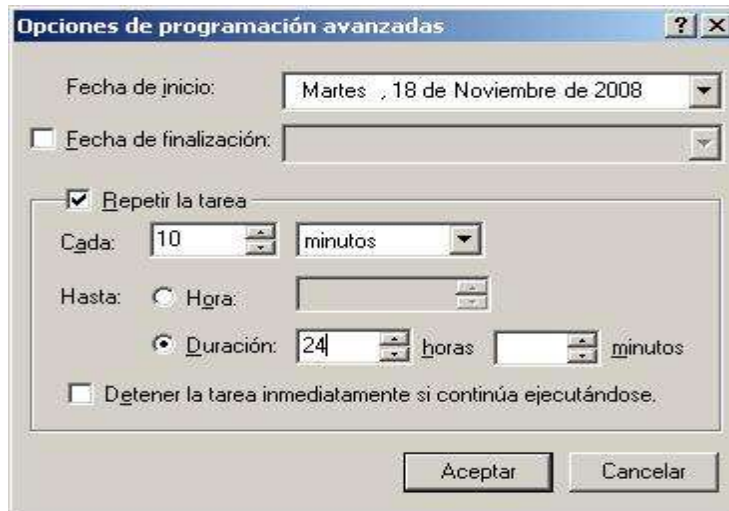 Opciones de programación avanzadas
Fecha de inicio: Martes , 18 de Noviembre de 2008
Fecha de finalización:
Repetir la tarea
Cada: 10 minutos
Hasta: Hora:
Duración: 24 horas minutos
Detener la tarea inmediatamente si continúa ejecutándose.
Aceptar Cancelar